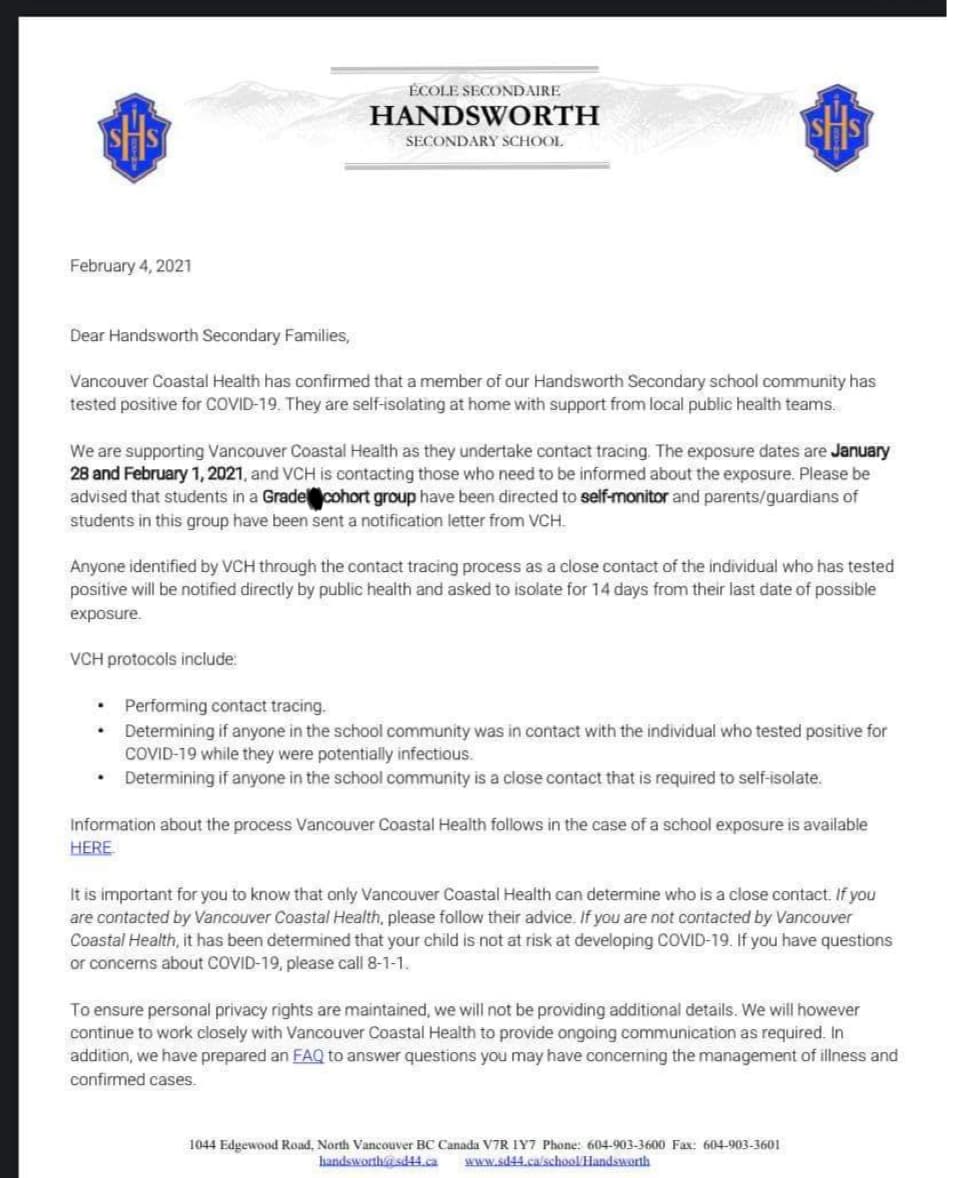 ÉCOLE SECONDAIRE
HANDSWORTH
SECONDARY SCHOOL
SHS
SHS
February 4, 2021
Dear Handsworth Secondary Families,
Vancouver Coastal Health has confirmed that a member of our Handsworth Secondary school community has
tested positive for COVID-19. They are self-isolating at home with support from local public health teams.
We are supporting Vancouver Coastal Health as they undertake contact tracing. The exposure dates are January
28 and February 1, 2021, and VCH is contacting those who need to be informed about the exposure. Please be
advised that students in a Grade cohort group have been directed to self-monitor and parents/guardians of
students in this group have been sent a notification letter from VCH.
Anyone identified by VCH through the contact tracing process as a close contact of the individual who has tested
positive will be notified directly by public health and asked to isolate for 14 days from their last date of possible
exposure.
VCH protocols include:
• Performing contact tracing.
• Determining if anyone in the school community was in contact with the individual who tested positive for
COVID-19 while they were potentially infectious.
• Determining if anyone in the school community is a close contact that is required to self-isolate.
Information about the process Vancouver Coastal Health follows in the case of a school exposure is available
HERE.
It is important for you to know that only Vancouver Coastal Health can determine who is a close contact. If you
are contacted by Vancouver Coastal Health, please follow their advice. If you are not contacted by Vancouver
Coastal Health, it has been determined that your child is not at risk at developing COVID-19. If you have questions
or concerns about COVID-19, please call 8-1-1.
To ensure personal privacy rights are maintained, we will not be providing additional details. We will however
continue to work closely with Vancouver Coastal Health to provide ongoing communication as required. In
addition, we have prepared an FAQ to answer questions you may have concerning the management of illness and
confirmed cases.
1044 Edgewood Road, North Vancouver BC Canada V7R 1Y7 Phone: 604-903-3600 Fax: 604-903-3601
handsworth@sd44.ca www.sd44.ca/school/Handsworth